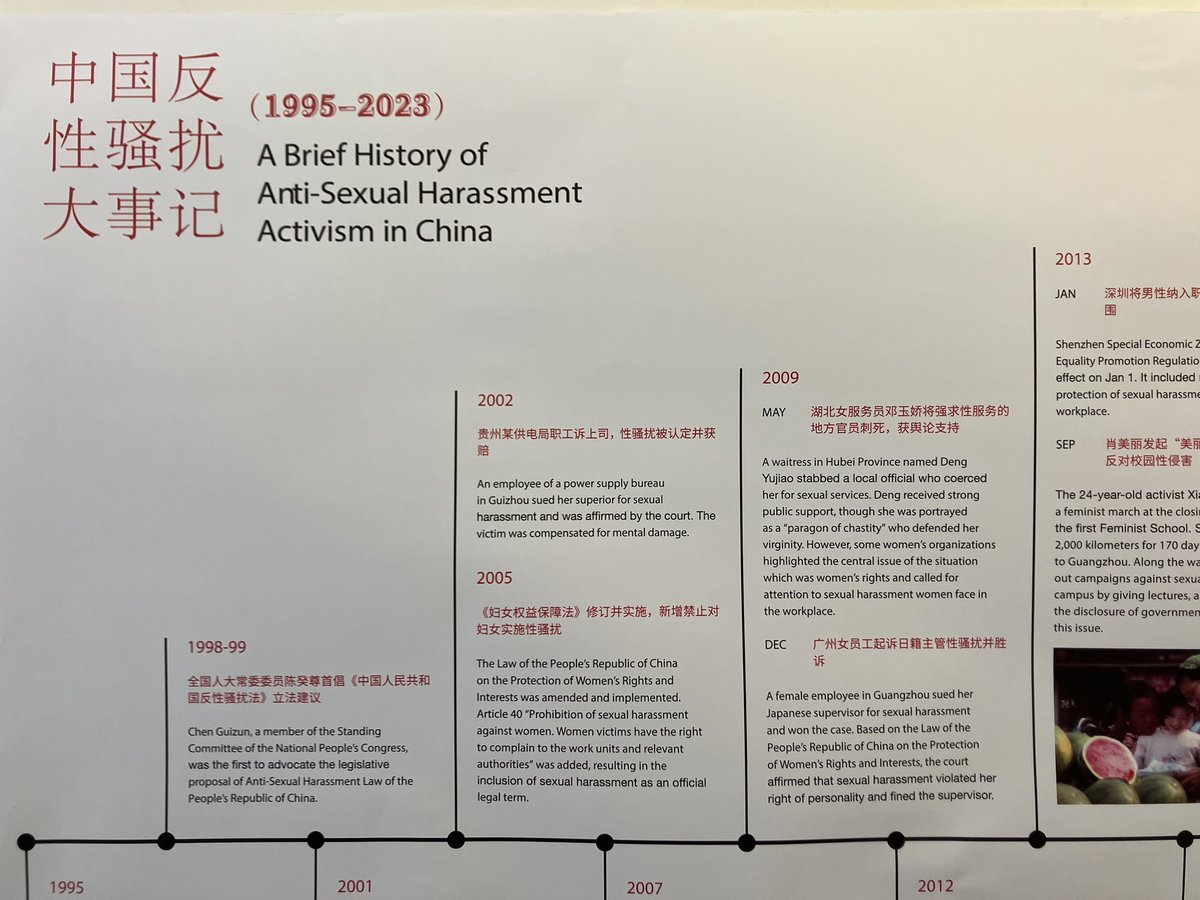 中国反
性骚扰
大事记
（1995–2023）
A Brief History of
Anti-Sexual Harassment
Activism in China
1998-99
全国人大常委委员陈癸尊首倡《中国人民共和
国反性骚扰法》立法建议
Chen Guizun, a member of the Standing
Committee of the National People’s Congress,
was the first to advocate the legislative
proposal of Anti-Sexual Harassment Law of the
People’s Republic of China.
2002
贵州某供电局职工诉上司，性骚扰被认定并获
赔
An employee of a power supply bureau
in Guizhou sued her superior for sexual
harassment and was affirmed by the court. The
victim was compensated for mental damage.
2005
《妇女权益保障法》修订并实施，新增禁止对
妇女实施性骚扰
The Law of the People’s Republic of China
on the Protection of Women’s Rights and
Interests was amended and implemented.
Article 40 “Prohibition of sexual harassment
against women. Women victims have the right
to complain to the work units and relevant
authorities” was added, resulting in the
inclusion of sexual harassment as an official
legal term.
2009
MAY 湖北女服务员邓玉娇将强求性服务的
地方官员刺死，获舆论支持
A waitress in Hubei Province named Deng
Yujiao stabbed a local official who coerced
her for sexual services. Deng received strong
public support, though she was portrayed
as a “paragon of chastity” who defended her
virginity. However, some women’s organizations
highlighted the central issue of the situation
which was women’s rights and called for
attention to sexual harassment women face in
the workplace.
DEC 广州女员工起诉日籍主管性骚扰并胜
诉
A female employee in Guangzhou sued her
Japanese supervisor for sexual harassment
and won the case. Based on the Law of the
People’s Republic of China on the Protection
of Women’s Rights and Interests, the court
affirmed that sexual harassment violated her
right of personality and fined the supervisor.
2013
JAN 深圳将男性纳入职
围
Shenzhen Special Economic Z
Equality Promotion Regulatio
effect on Jan 1. It included
protection of sexual harassme
workplace.
SEP 肖美丽发起“美丽
反对校园性侵害
The 24-year-old activist Xia
a feminist march at the closin
the first Feminist School. S
2,000 kilometers for 170 day
to Guangzhou. Along the wa
out campaigns against sexua
campus by giving lectures, a
the disclosure of governmen
this issue.
1995
2001
2007
2012